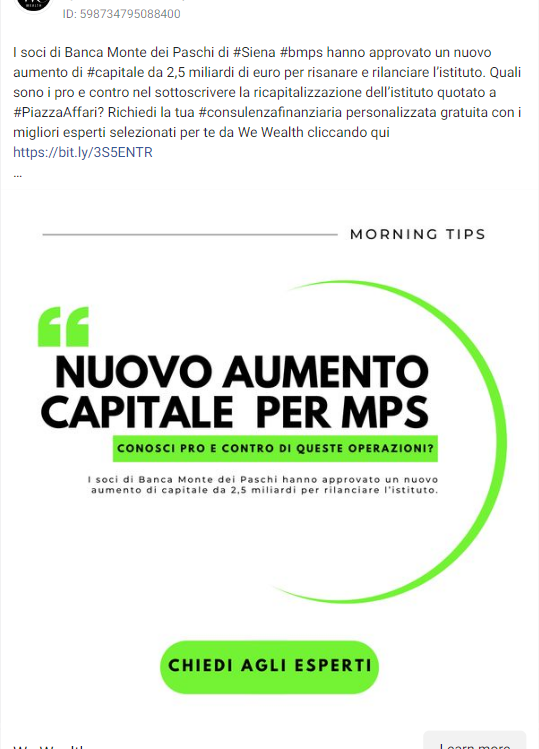 WEALTH
ID: 598734795088400
I soci di Banca Monte dei Paschi di #Siena #bmps hanno approvato un nuovo
aumento di #capitale da 2,5 miliardi di euro per risanare e rilanciare l'istituto. Quali
sono i pro e contro nel sottoscrivere la ricapitalizzazione dell'istituto quotato a
#PiazzaAffari? Richiedi la tua #consulenzafinanziaria personalizzata gratuita con i
migliori esperti selezionati per te da We Wealth cliccando qui
https://bit.ly/3S5ENTR
...
MORNING TIPS
NUOVO AUMENTO
CAPITALE PER MPS
CONOSCI PRO E CONTRO DI QUESTE OPERAZIONI?
I soci di Banca Monte dei Paschi hanno approvato un nuovo
aumento di capitale da 2,5 miliardi per rilanciare l'istituto.
CHIEDI AGLI ESPERTI
We Wealth
Learn more